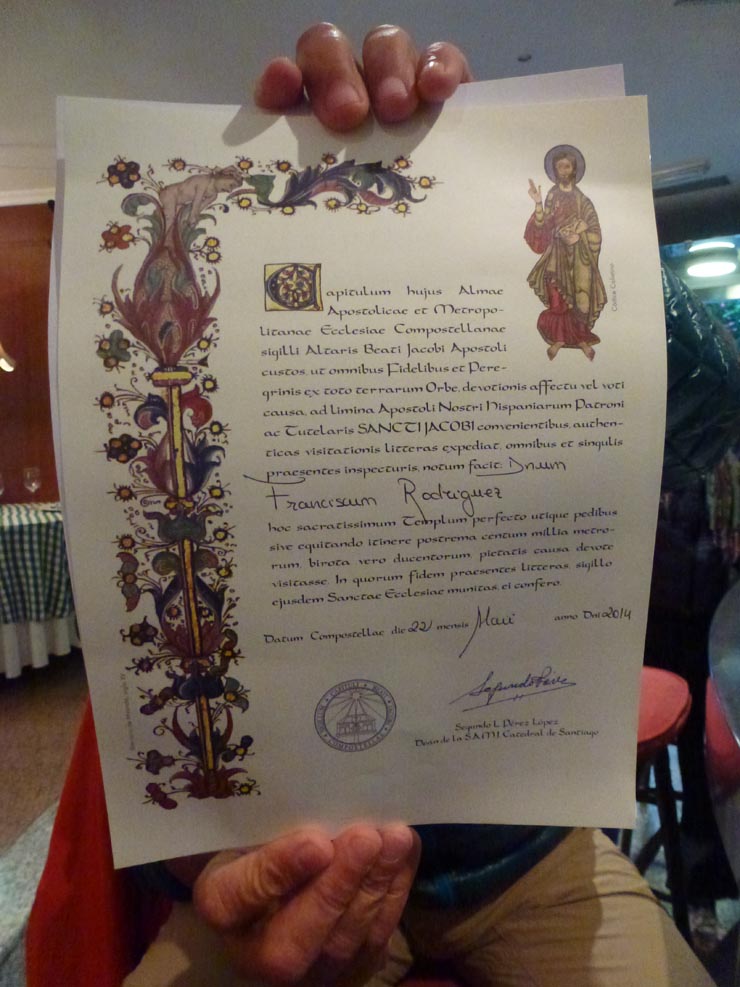 Capitulum hujus Almae
Apostolicae et Metropo-
litanae Ecclesiae Compostellanae
sigilli Altaris Beati Jacobi Apostoli
custos, ut omnibus Fidelibus et Pere-
grinis ex toto terrarum Orbe, devotionis affectu vel voti
causa, ad limina Apostoli Nostri Hispaniarum Patroni
ac Tutelaris SANCTI JACOBI convenientibus, authen-
ticas visitationis litteras expediat, omnibus et singulis
praesentes inspecturis, notum facit: Dnum
Franciscum Rodriguez
hoc sacratissimum Templum perfecto itinere sive pedibus
sive equitando postrema centum millia metro-
rum, birota vero ducentorum, pietatis causa devote
visitasse. In quorum fidem praesentes litteras, sigillo
ejusdem Sanctae Ecclesiae munitas, ei confero.
Datum Compostellae die 22 mensis Maii anno Dni 2014
Segundo L. Pérez López
Dean de la S.A.M.I. Catedral de Santiago